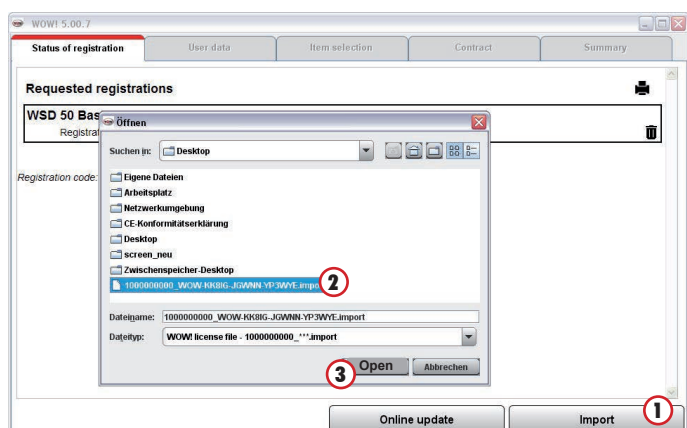 WOW! 5.00.7
Status of registration User data Item selection Contract Summary
Requested registrations
WSD 50 Bas
Registrat
Registration code:
Öffnen
Suchen in: Desktop
Eigene Dateien
Arbeitsplatz
Netzwerkumgebung
CE-Konformitätserklärung
Desktop
screen_neu
Zwischenspeicher-Desktop
1000000000_WOW-KK8IG-JGWNN-YP3WYE.impo 2
Dateiname: 1000000000_WOW-KK8IG-JGWNN-YP3WYE.import
Dateityp: WOW! license file - 1000000000_***.import
3 Open Abbrechen
Online update Import 1